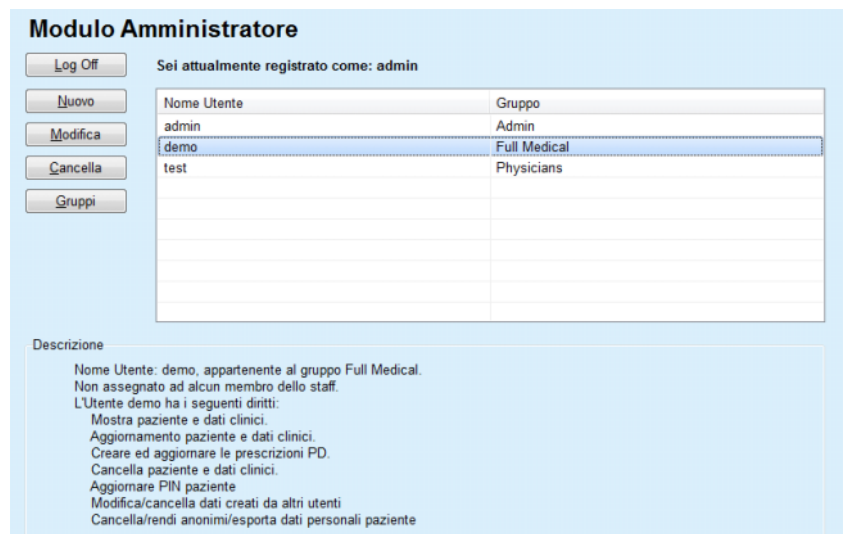 Modulo Amministratore
Log Off
Sei attualmente registrato come: admin
Nuovo
Modifica
Cancella
Gruppi
Nome Utente Gruppo
admin Admin
demo Full Medical
test Physicians
Descrizione
Nome Utente: demo, appartenente al gruppo Full Medical.
Non assegnato ad alcun membro dello staff.
L'Utente demo ha i seguenti diritti:
Mostra paziente e dati clinici.
Aggiornamento paziente e dati clinici.
Creare ed aggiornare le prescrizioni PD.
Cancella paziente e dati clinici.
Aggiornare PIN paziente
Modifica/cancella dati creati da altri utenti
Cancella/rendi anonimi/esporta dati personali paziente